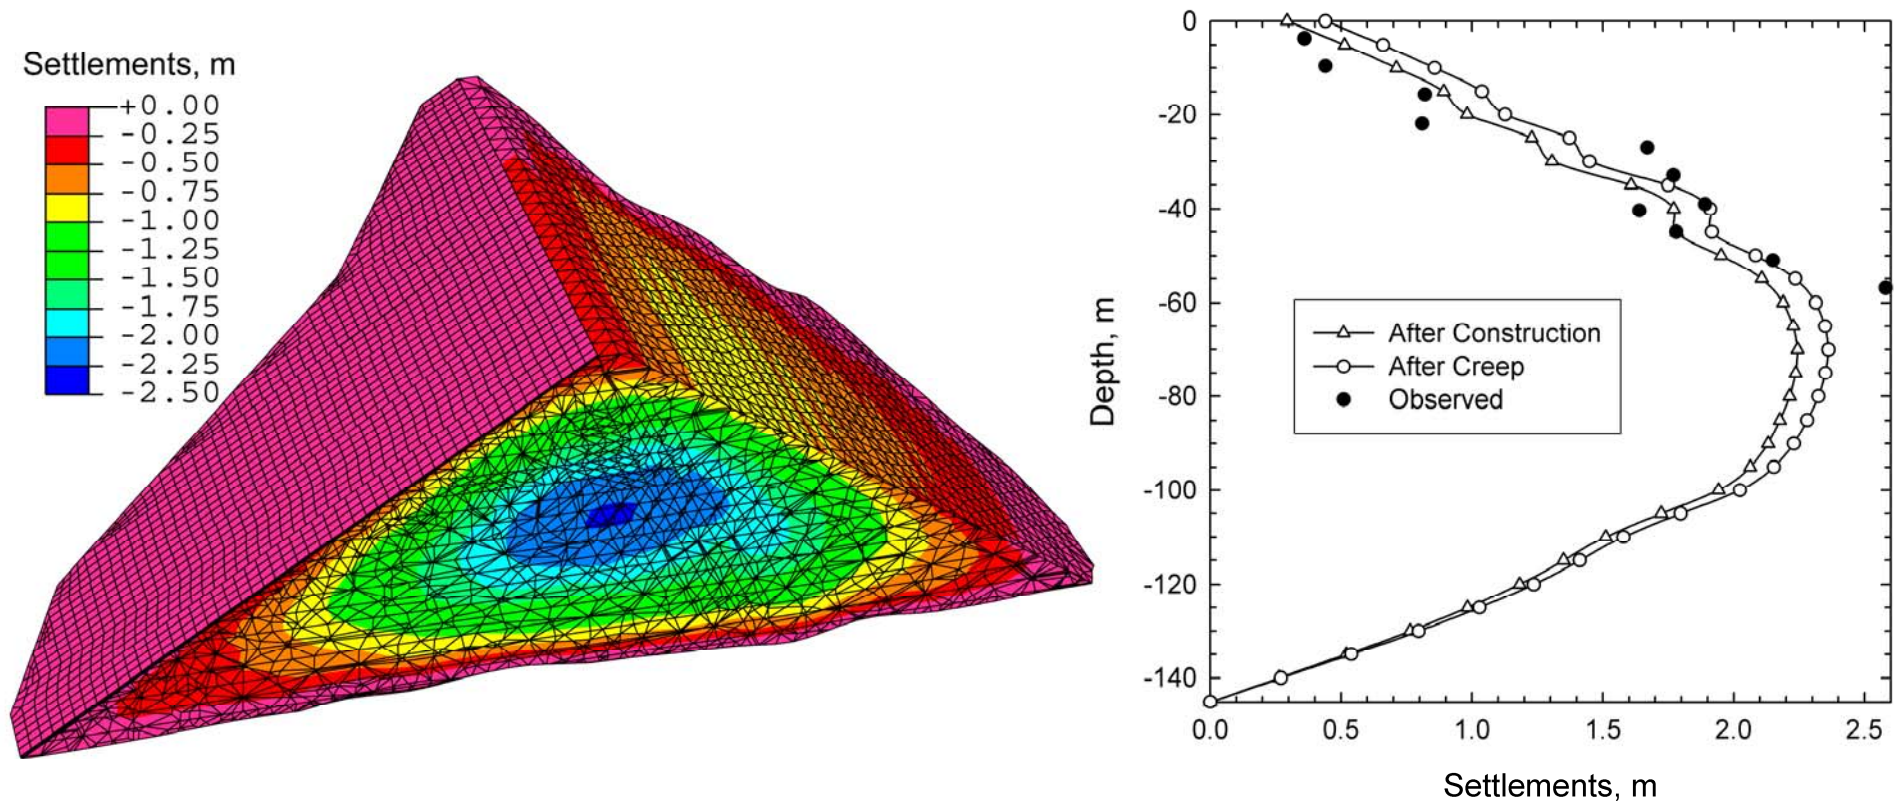 Settlements, m
+0.00
-0.25
-0.50
-0.75
-1.00
-1.25
-1.50
-1.75
-2.00
-2.25
-2.50
0
-20
-40
-60
-80
-100
-120
-140
Depth, m
After Construction
After Creep
Observed
0.0 0.5 1.0 1.5 2.0 2.5
Settlements, m